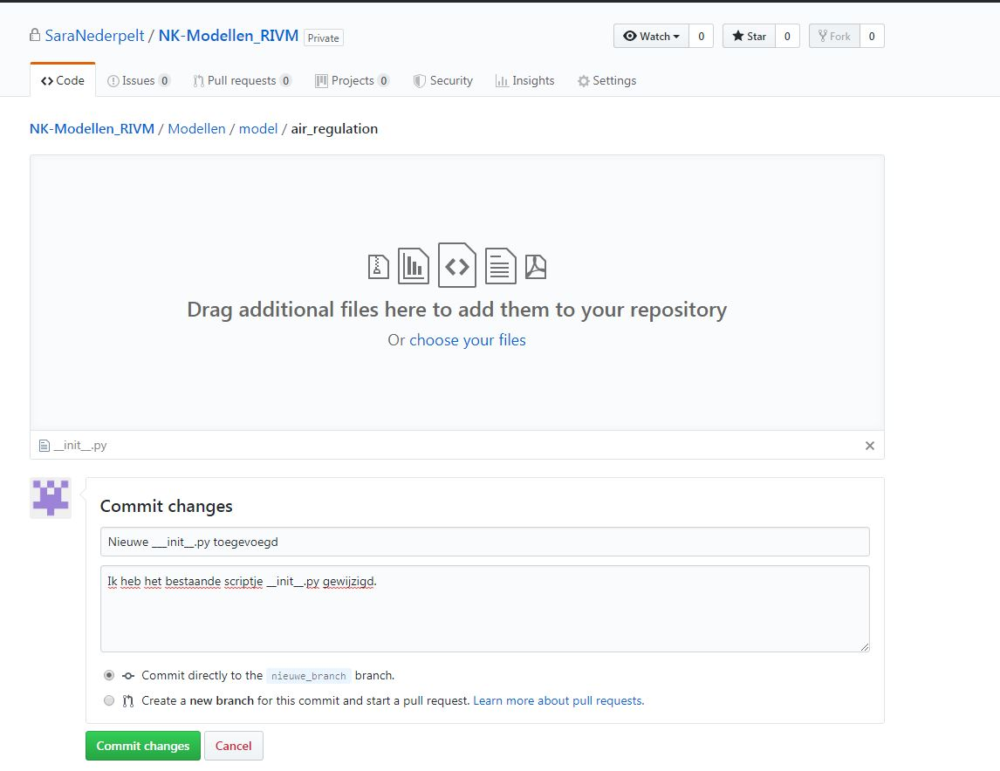 SaraNederpelt / NK-Modellen_RIVM Private
Watch 0 Star 0 Fork 0
Code Issues 0 Pull requests 0 Projects 0 Security Insights Settings
NK-Modellen_RIVM / Modellen / model / air_regulation
Drag additional files here to add them to your repository
Or choose your files
__init__.py
Commit changes
Nieuwe ___init__.py toegevoegd
Ik heb het bestaande scriptje __init__.py gewijzigd.
Commit directly to the nieuwe_branch branch.
Create a new branch for this commit and start a pull request. Learn more about pull requests.
Commit changes Cancel